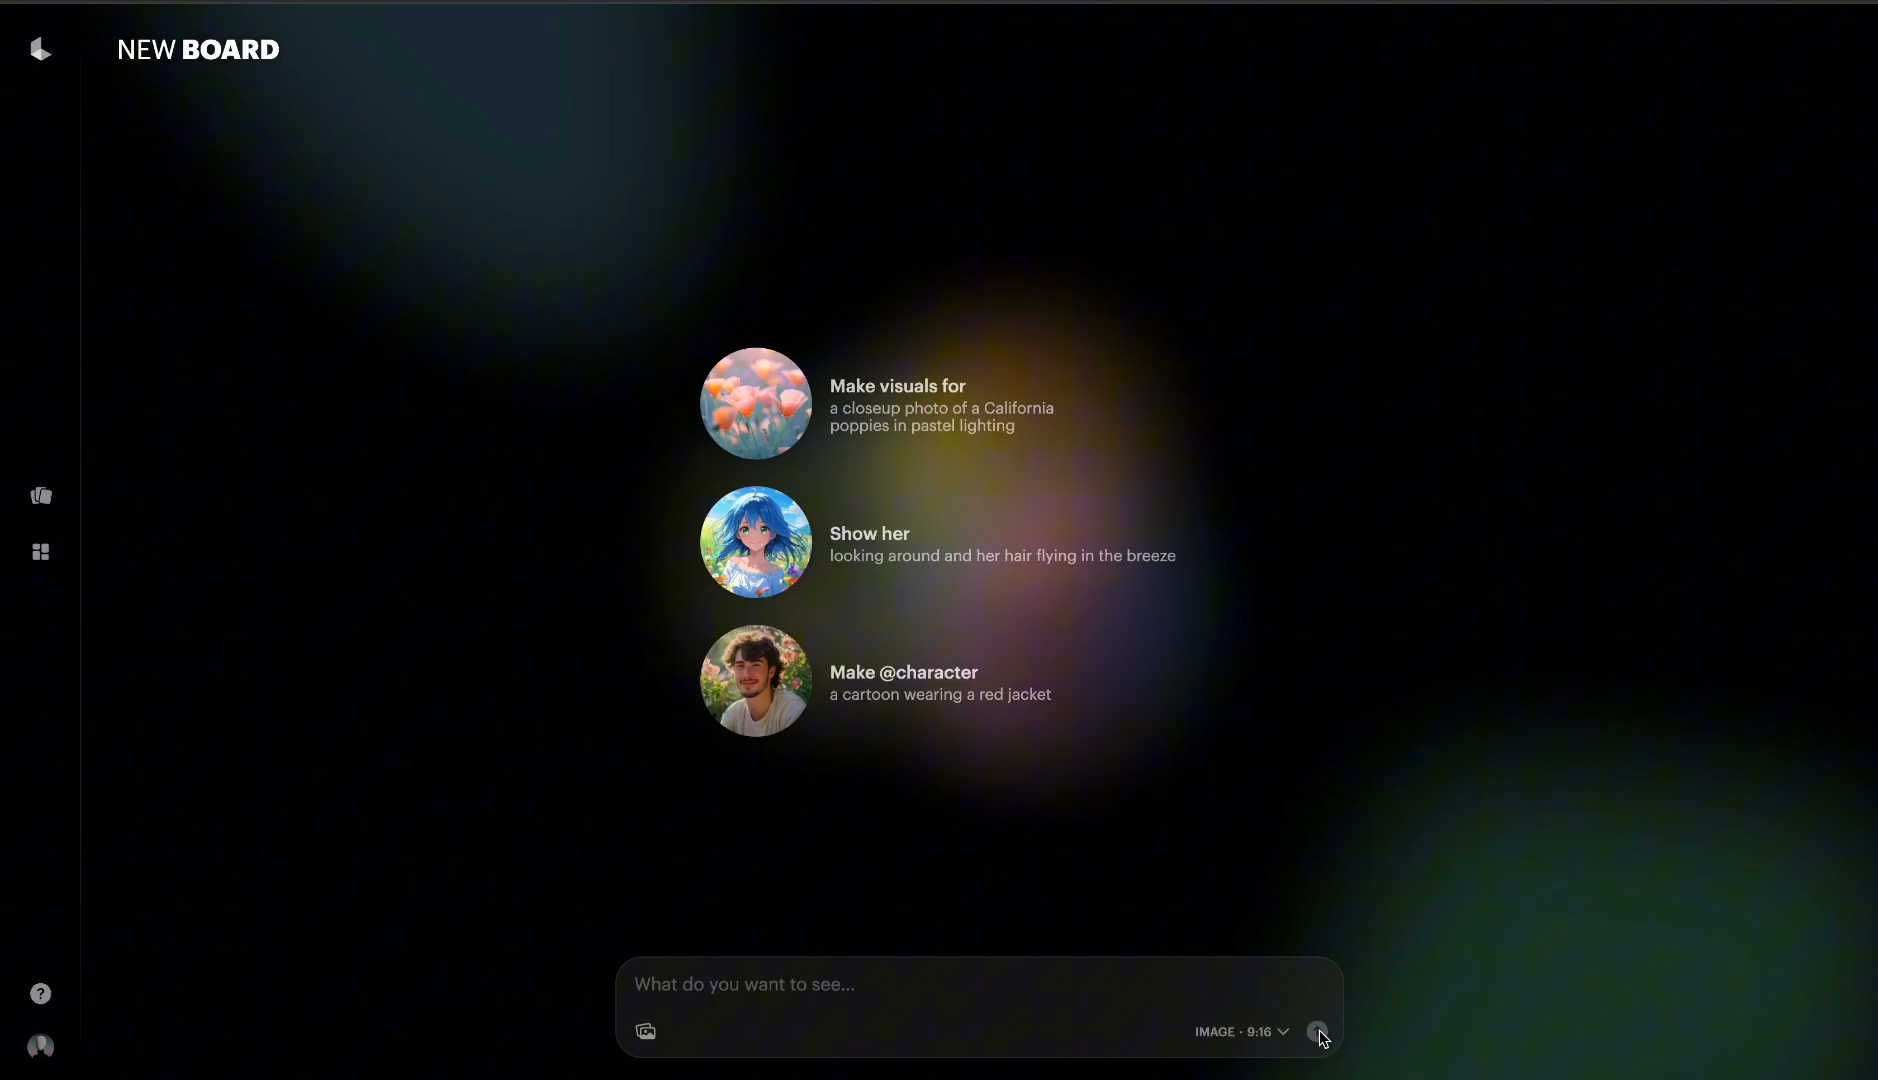 NEW BOARD
Make visuals for
a closeup photo of a California
poppies in pastel lighting
Show her
looking around and her hair flying in the breeze
Make @character
a cartoon wearing a red jacket
What do you want to see...
IMAGE · 9:16
?